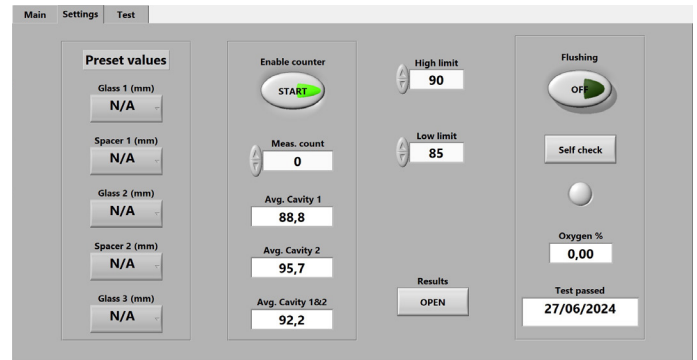 Main Settings Test
Preset values
Glass 1 (mm)
N/A
Spacer 1 (mm)
N/A
Glass 2 (mm)
N/A
Spacer 2 (mm)
N/A
Glass 3 (mm)
N/A
Enable counter
START
Meas. count
0
Avg. Cavity 1
88,8
Avg. Cavity 2
95,7
Avg. Cavity 1&2
92,2
High limit
90
Low limit
85
Results
OPEN
Flushing
OFF
Self check
Oxygen %
0,00
Test passed
27/06/2024